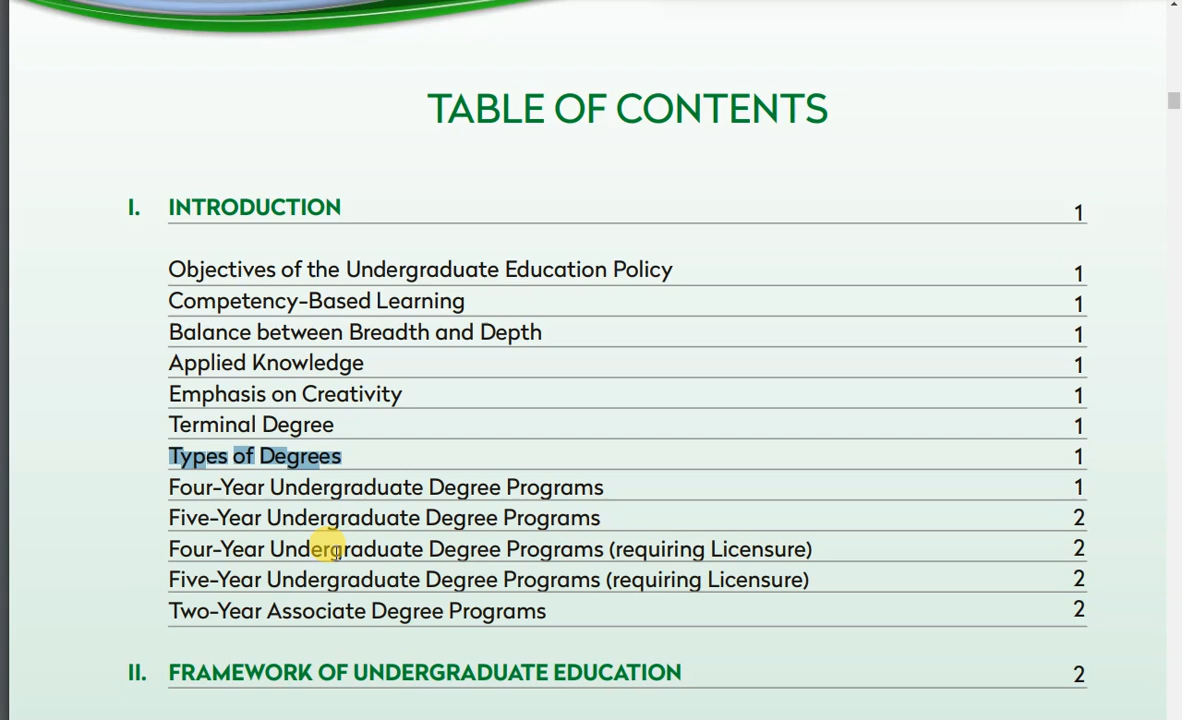 TABLE OF CONTENTS
I. INTRODUCTION 1
Objectives of the Undergraduate Education Policy 1
Competency-Based Learning 1
Balance between Breadth and Depth 1
Applied Knowledge 1
Emphasis on Creativity 1
Terminal Degree 1
Types of Degrees 1
Four-Year Undergraduate Degree Programs 1
Five-Year Undergraduate Degree Programs 2
Four-Year Undergraduate Degree Programs (requiring Licensure) 2
Five-Year Undergraduate Degree Programs (requiring Licensure) 2
Two-Year Associate Degree Programs 2
II. FRAMEWORK OF UNDERGRADUATE EDUCATION 2